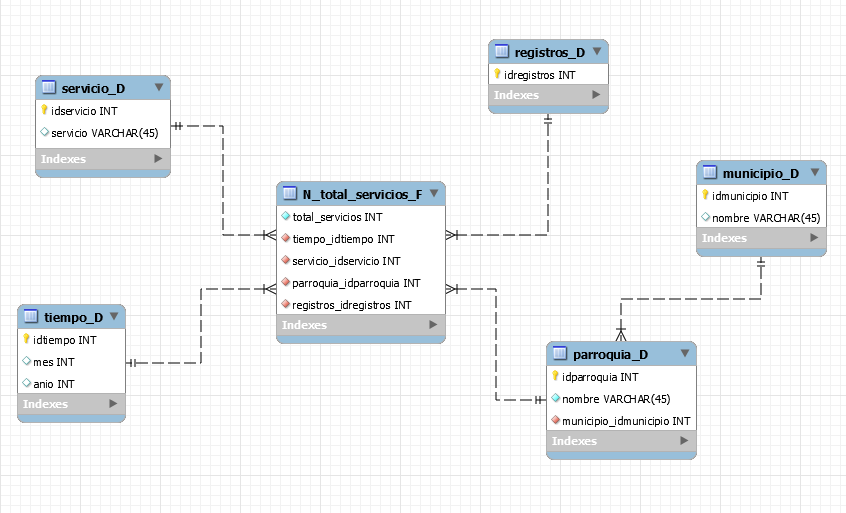 servicio_D
idservicio INT
servicio VARCHAR(45)
Indexes
registros_D
idregistros INT
Indexes
N_total_servicios_F
total_servicios INT
tiempo_idtiempo INT
servicio_idservicio INT
parroquia_idparroquia INT
registros_idregistros INT
Indexes
municipio_D
idmunicipio INT
nombre VARCHAR(45)
Indexes
tiempo_D
idtiempo INT
mes INT
anio INT
Indexes
parroquia_D
idparroquia INT
nombre VARCHAR(45)
municipio_idmunicipio INT
Indexes